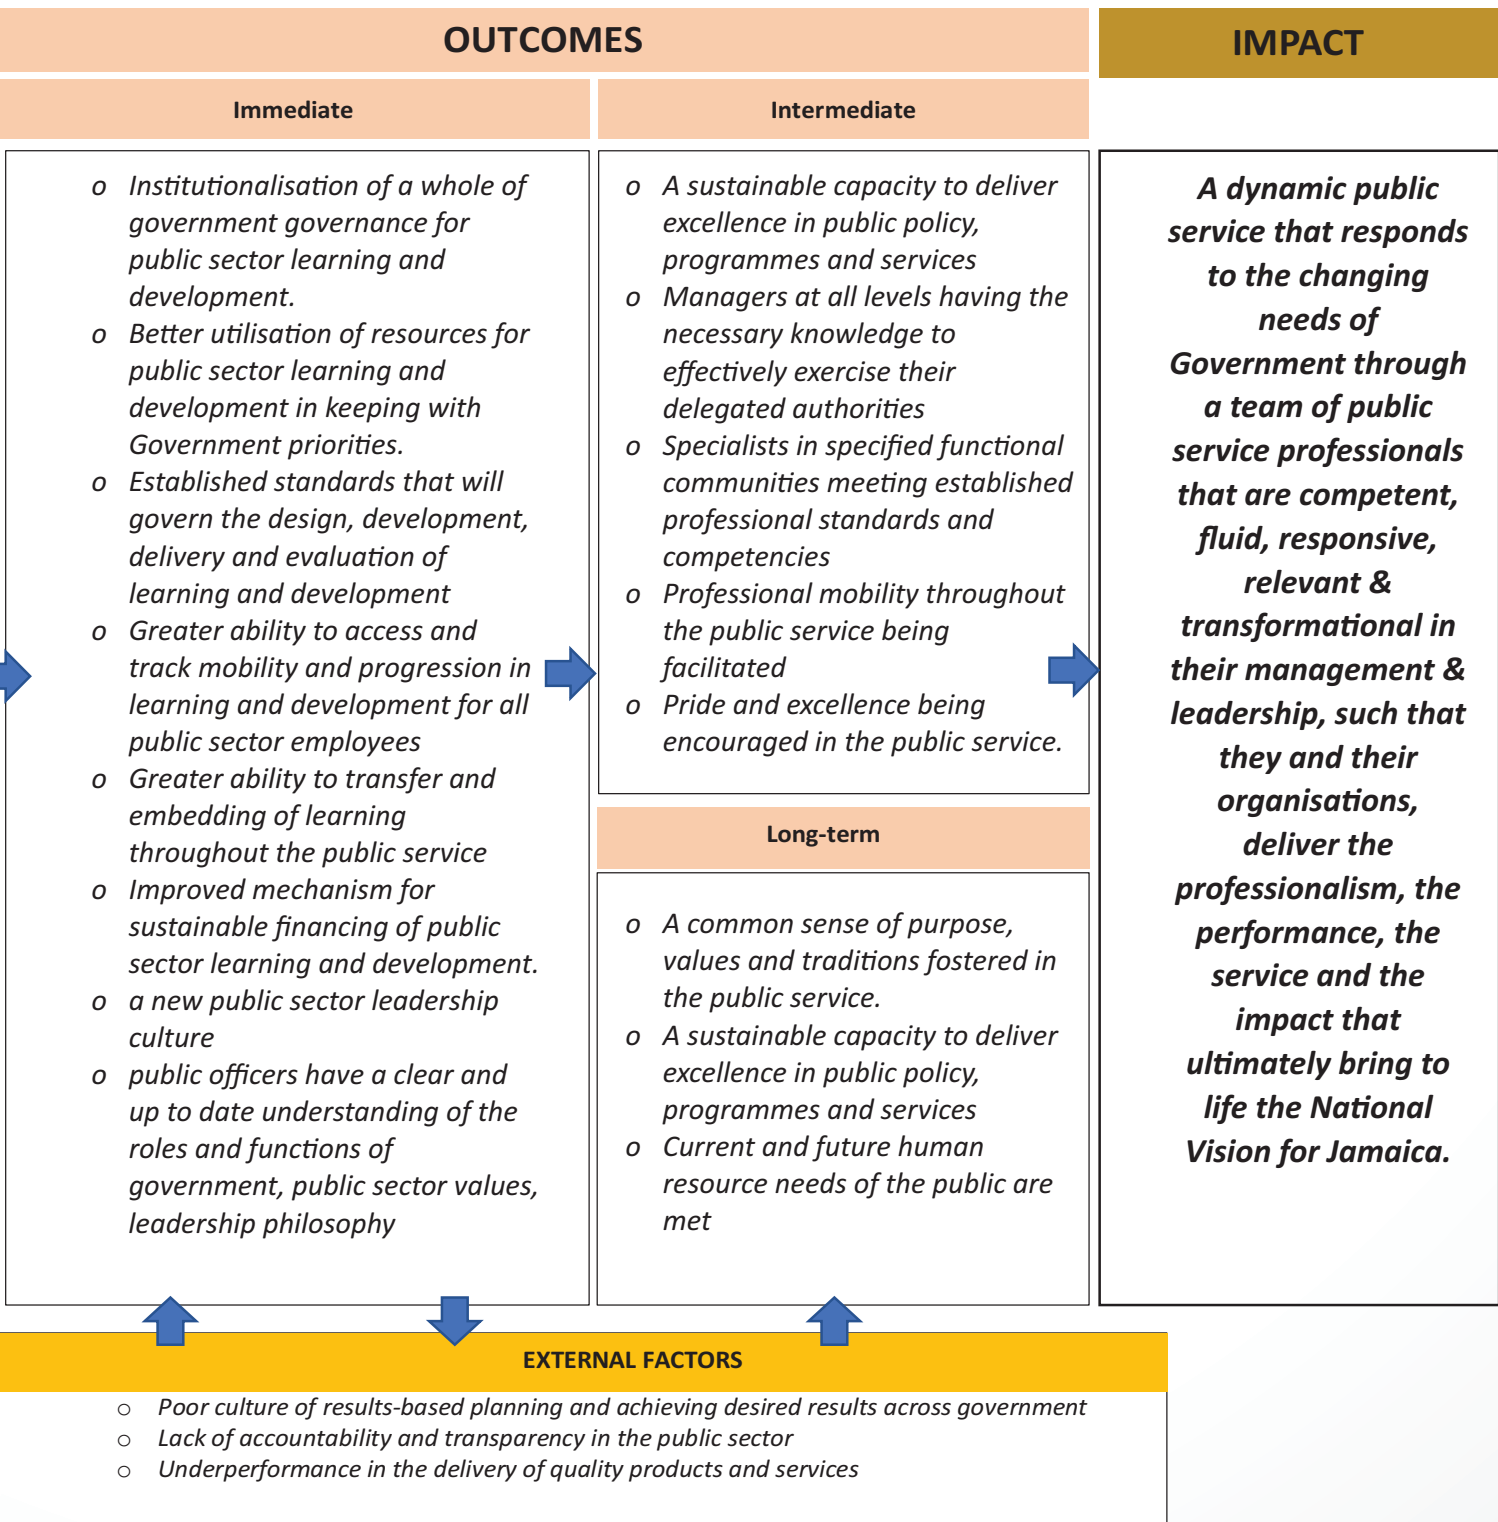 OUTCOMES
IMPACT
Immediate
Intermediate
o Institutionalisation of a whole of
government governance for
public sector learning and
development.
o Better utilisation of resources for
public sector learning and
development in keeping with
Government priorities.
o Established standards that will
govern the design, development,
delivery and evaluation of
learning and development
o Greater ability to access and
track mobility and progression in
learning and development for all
public sector employees
o Greater ability to transfer and
embedding of learning
throughout the public service
o Improved mechanism for
sustainable financing of public
sector learning and development.
o a new public sector leadership
culture
o public officers have a clear and
up to date understanding of the
roles and functions of
government, public sector values,
leadership philosophy
o A sustainable capacity to deliver
excellence in public policy,
programmes and services
o Managers at all levels having the
necessary knowledge to
effectively exercise their
delegated authorities
o Specialists in specified functional
communities meeting established
professional standards and
competencies
o Professional mobility throughout
the public service being
facilitated
o Pride and excellence being
encouraged in the public service.
Long-term
o A common sense of purpose,
values and traditions fostered in
the public service.
o A sustainable capacity to deliver
excellence in public policy,
programmes and services
o Current and future human
resource needs of the public are
met
A dynamic public
service that responds
to the changing
needs of
Government through
a team of public
service professionals
that are competent,
fluid, responsive,
relevant &
transformational in
their management &
leadership, such that
they and their
organisations,
deliver the
professionalism, the
performance, the
service and the
impact that
ultimately bring to
life the National
Vision for Jamaica.
EXTERNAL FACTORS
o Poor culture of results-based planning and achieving desired results across government
o Lack of accountability and transparency in the public sector
o Underperformance in the delivery of quality products and services